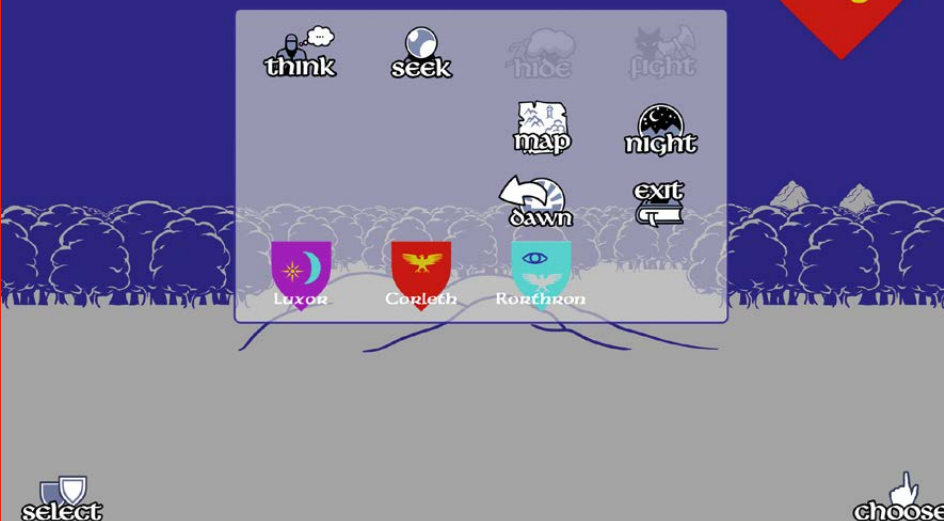 think seek hide fight
map night
dawn exit
Luxor Corleth Rorthron
select choose